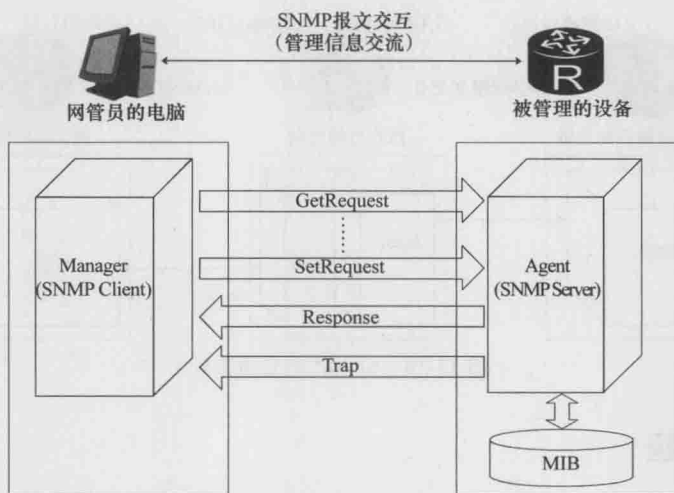 SNMP报文交互
(管理信息交流)
R
网管员的电脑
被管理的设备
GetRequest
Manager
(SNMP Client)
SetRequest
Agent
(SNMP Server)
Response
Trap
MIB